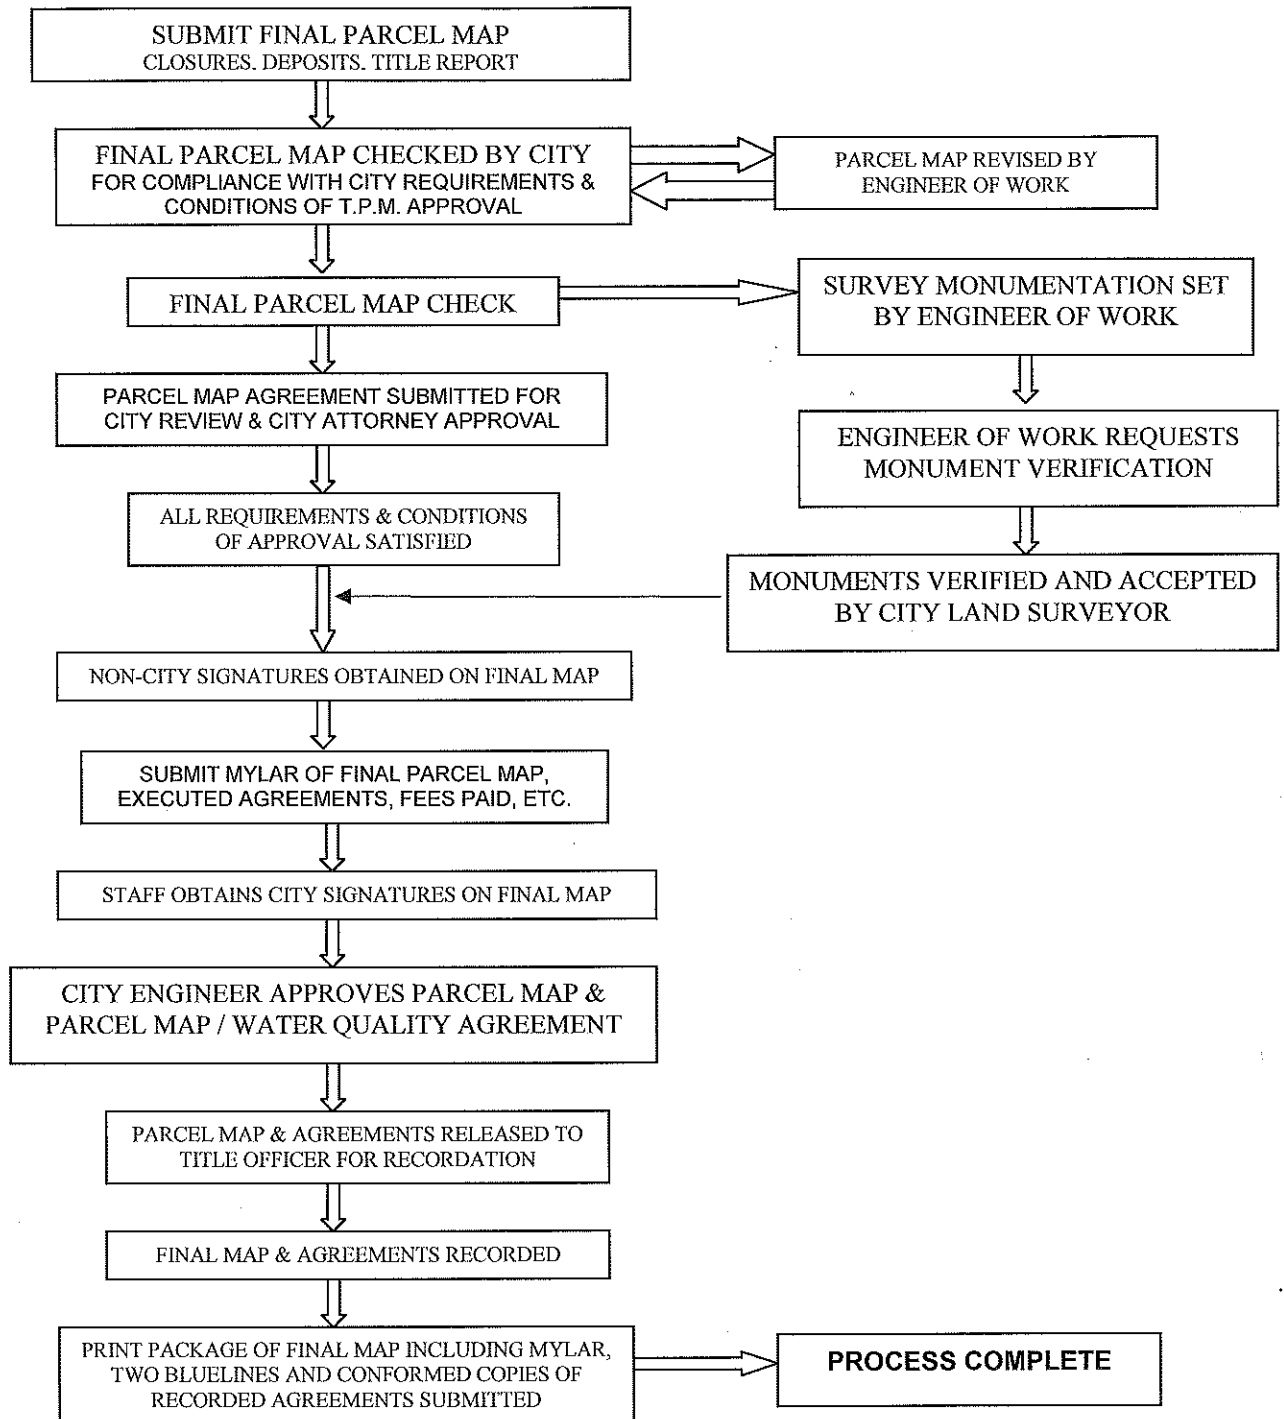 SUBMIT FINAL PARCEL MAP
CLOSURES. DEPOSITS. TITLE REPORT
FINAL PARCEL MAP CHECKED BY CITY
FOR COMPLIANCE WITH CITY REQUIREMENTS &
CONDITIONS OF T.P.M. APPROVAL
PARCEL MAP REVISED BY
ENGINEER OF WORK
FINAL PARCEL MAP CHECK
SURVEY MONUMENTATION SET
BY ENGINEER OF WORK
PARCEL MAP AGREEMENT SUBMITTED FOR
CITY REVIEW & CITY ATTORNEY APPROVAL
ENGINEER OF WORK REQUESTS
MONUMENT VERIFICATION
ALL REQUIREMENTS & CONDITIONS
OF APPROVAL SATISFIED
MONUMENTS VERIFIED AND ACCEPTED
BY CITY LAND SURVEYOR
NON-CITY SIGNATURES OBTAINED ON FINAL MAP
SUBMIT MYLAR OF FINAL PARCEL MAP,
EXECUTED AGREEMENTS, FEES PAID, ETC.
STAFF OBTAINS CITY SIGNATURES ON FINAL MAP
CITY ENGINEER APPROVES PARCEL MAP &
PARCEL MAP / WATER QUALITY AGREEMENT
PARCEL MAP & AGREEMENTS RELEASED TO
TITLE OFFICER FOR RECORDATION
FINAL MAP & AGREEMENTS RECORDED
PRINT PACKAGE OF FINAL MAP INCLUDING MYLAR,
TWO BLUELINES AND CONFORMED COPIES OF
RECORDED AGREEMENTS SUBMITTED
PROCESS COMPLETE